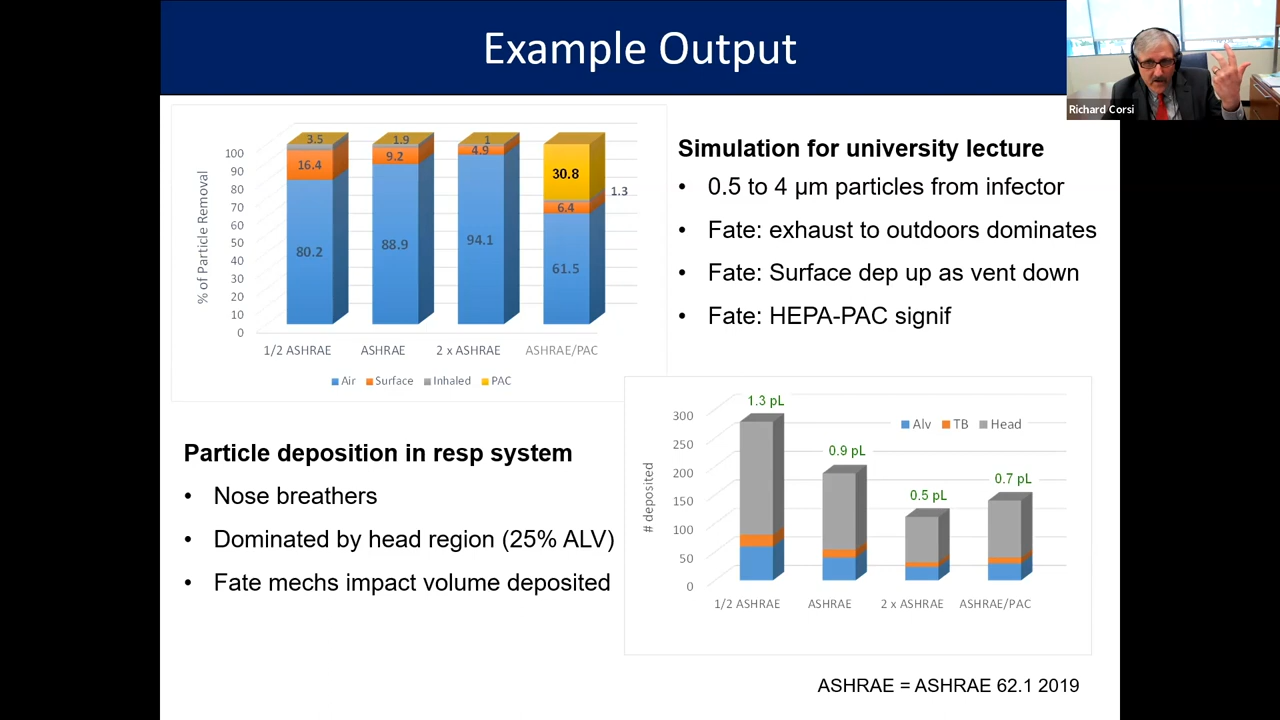 Example Output
Richard Corsi
% of Particle Removal
100
90
80
70
60
50
40
30
20
10
0
3.5
16.4
80.2
1.9
9.2
88.9
1
4.9
94.1
30.8
1.3
6.4
61.5
1/2 ASHRAE
ASHRAE
2 x ASHRAE
ASHRAE/PAC
Air
Surface
Inhaled
PAC
Simulation for university lecture
• 0.5 to 4 µm particles from infector
• Fate: exhaust to outdoors dominates
• Fate: Surface dep up as vent down
• Fate: HEPA-PAC signif
Particle deposition in resp system
• Nose breathers
• Dominated by head region (25% ALV)
• Fate mechs impact volume deposited
# deposited
300
250
200
150
100
50
0
1.3 pL
0.9 pL
0.5 pL
0.7 pL
Alv
TB
Head
1/2 ASHRAE
ASHRAE
2 x ASHRAE
ASHRAE/PAC
ASHRAE = ASHRAE 62.1 2019